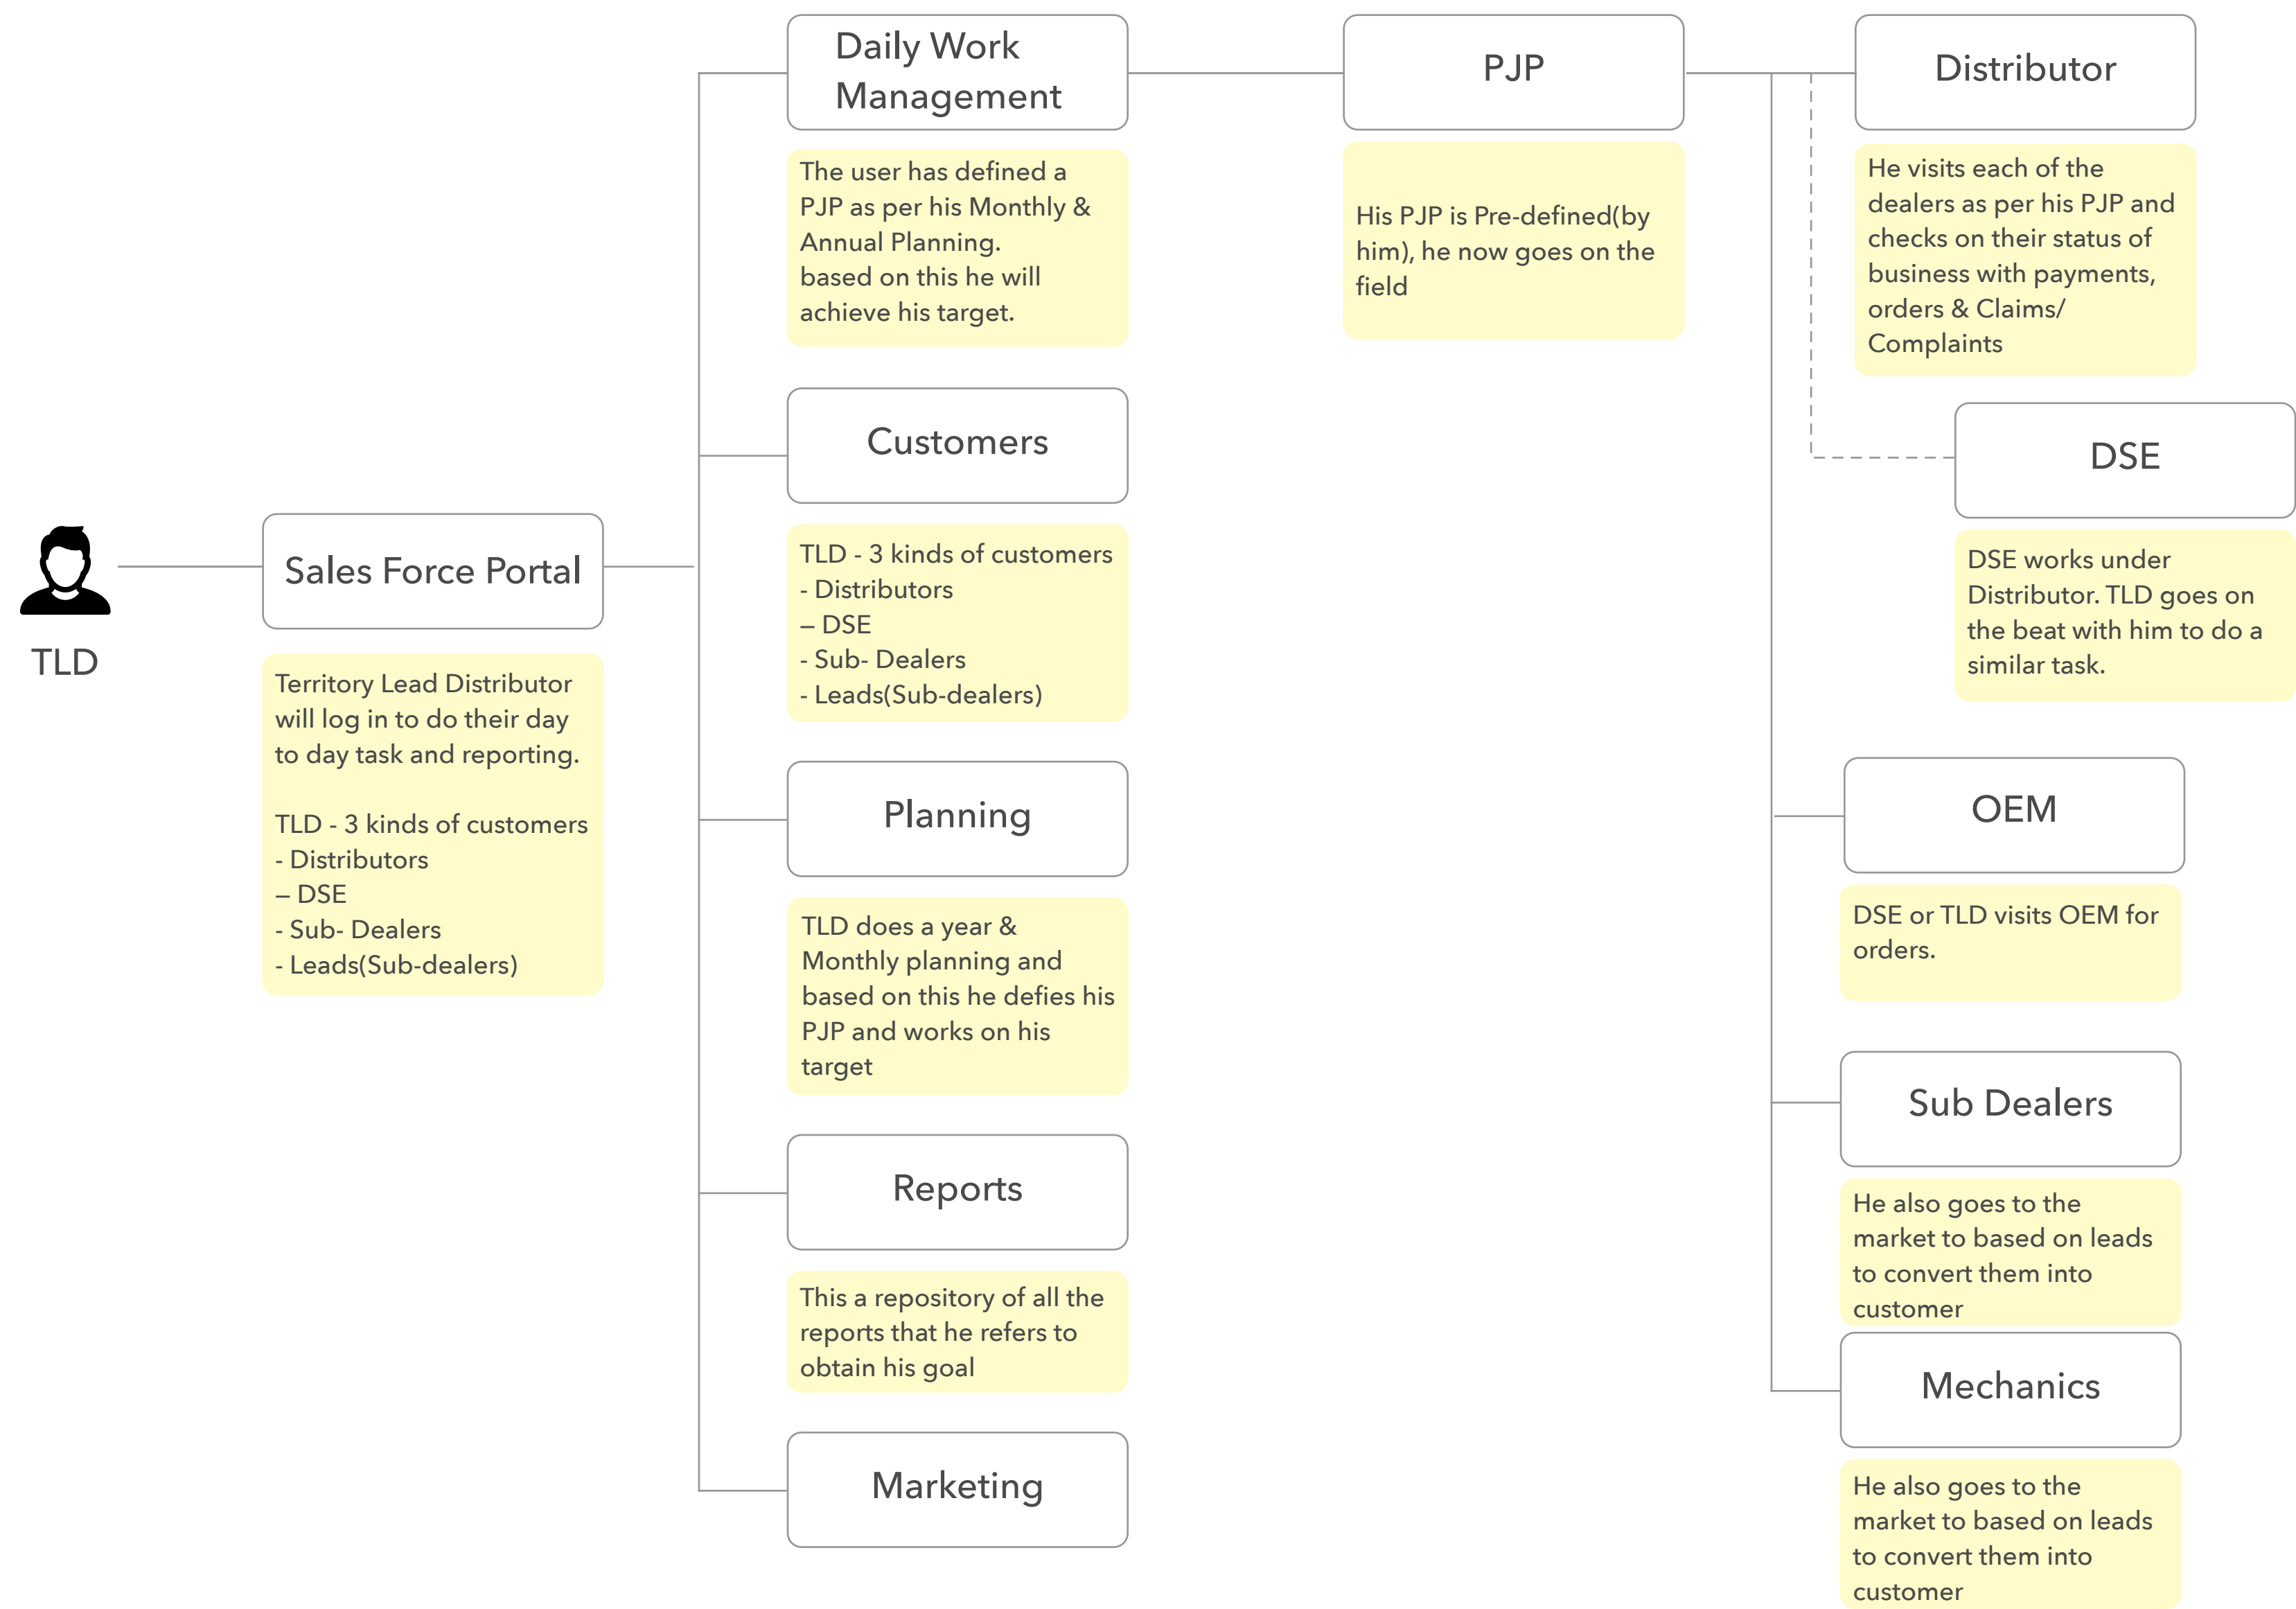 TLD
Sales Force Portal
Territory Lead Distributor
will log in to do their day
to day task and reporting.
TLD - 3 kinds of customers
- Distributors
– DSE
- Sub- Dealers
- Leads(Sub-dealers)
Daily Work
Management
The user has defined a
PJP as per his Monthly &
Annual Planning.
based on this he will
achieve his target.
Customers
TLD - 3 kinds of customers
- Distributors
– DSE
- Sub- Dealers
- Leads(Sub-dealers)
Planning
TLD does a year &
Monthly planning and
based on this he defies his
PJP and works on his
target
Reports
This a repository of all the
reports that he refers to
obtain his goal
Marketing
PJP
His PJP is Pre-defined(by
him), he now goes on the
field
Distributor
He visits each of the
dealers as per his PJP and
checks on their status of
business with payments,
orders & Claims/
Complaints
DSE
DSE works under
Distributor. TLD goes on
the beat with him to do a
similar task.
OEM
DSE or TLD visits OEM for
orders.
Sub Dealers
He also goes to the
market to based on leads
to convert them into
customer
Mechanics
He also goes to the
market to based on leads
to convert them into
customer